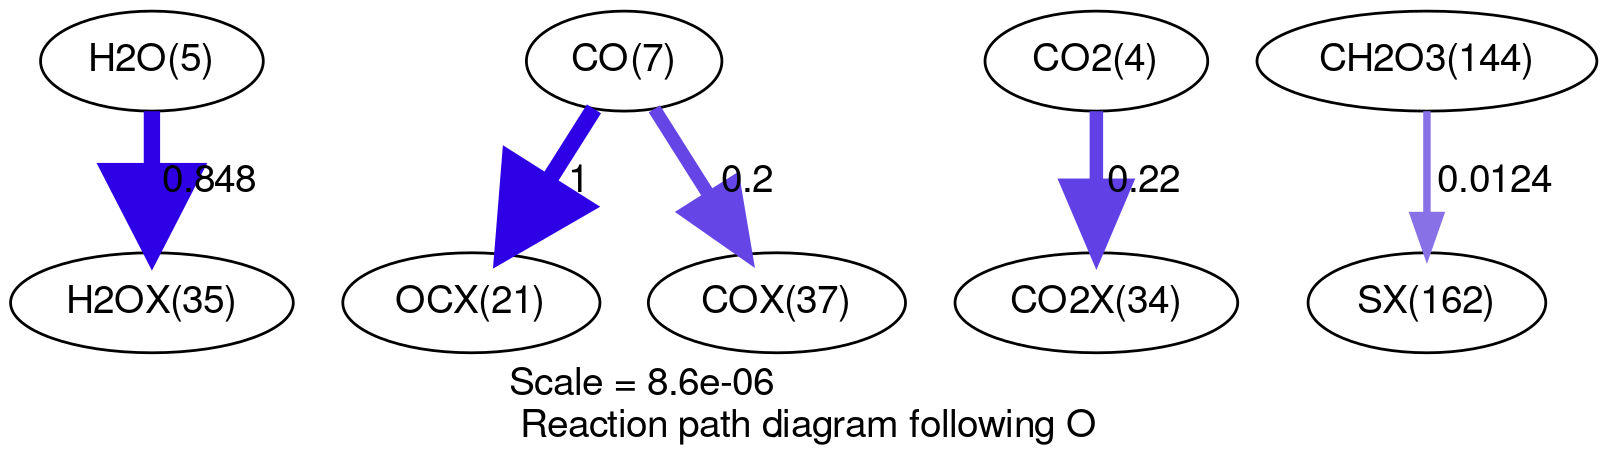 H2O(5) CO(7) CO2(4) CH2O3(144)
0.848 1 0.2 0.22 0.0124
H2OX(35) OCX(21) COX(37) CO2X(34) SX(162)
Scale = 8.6e-06
Reaction path diagram following O